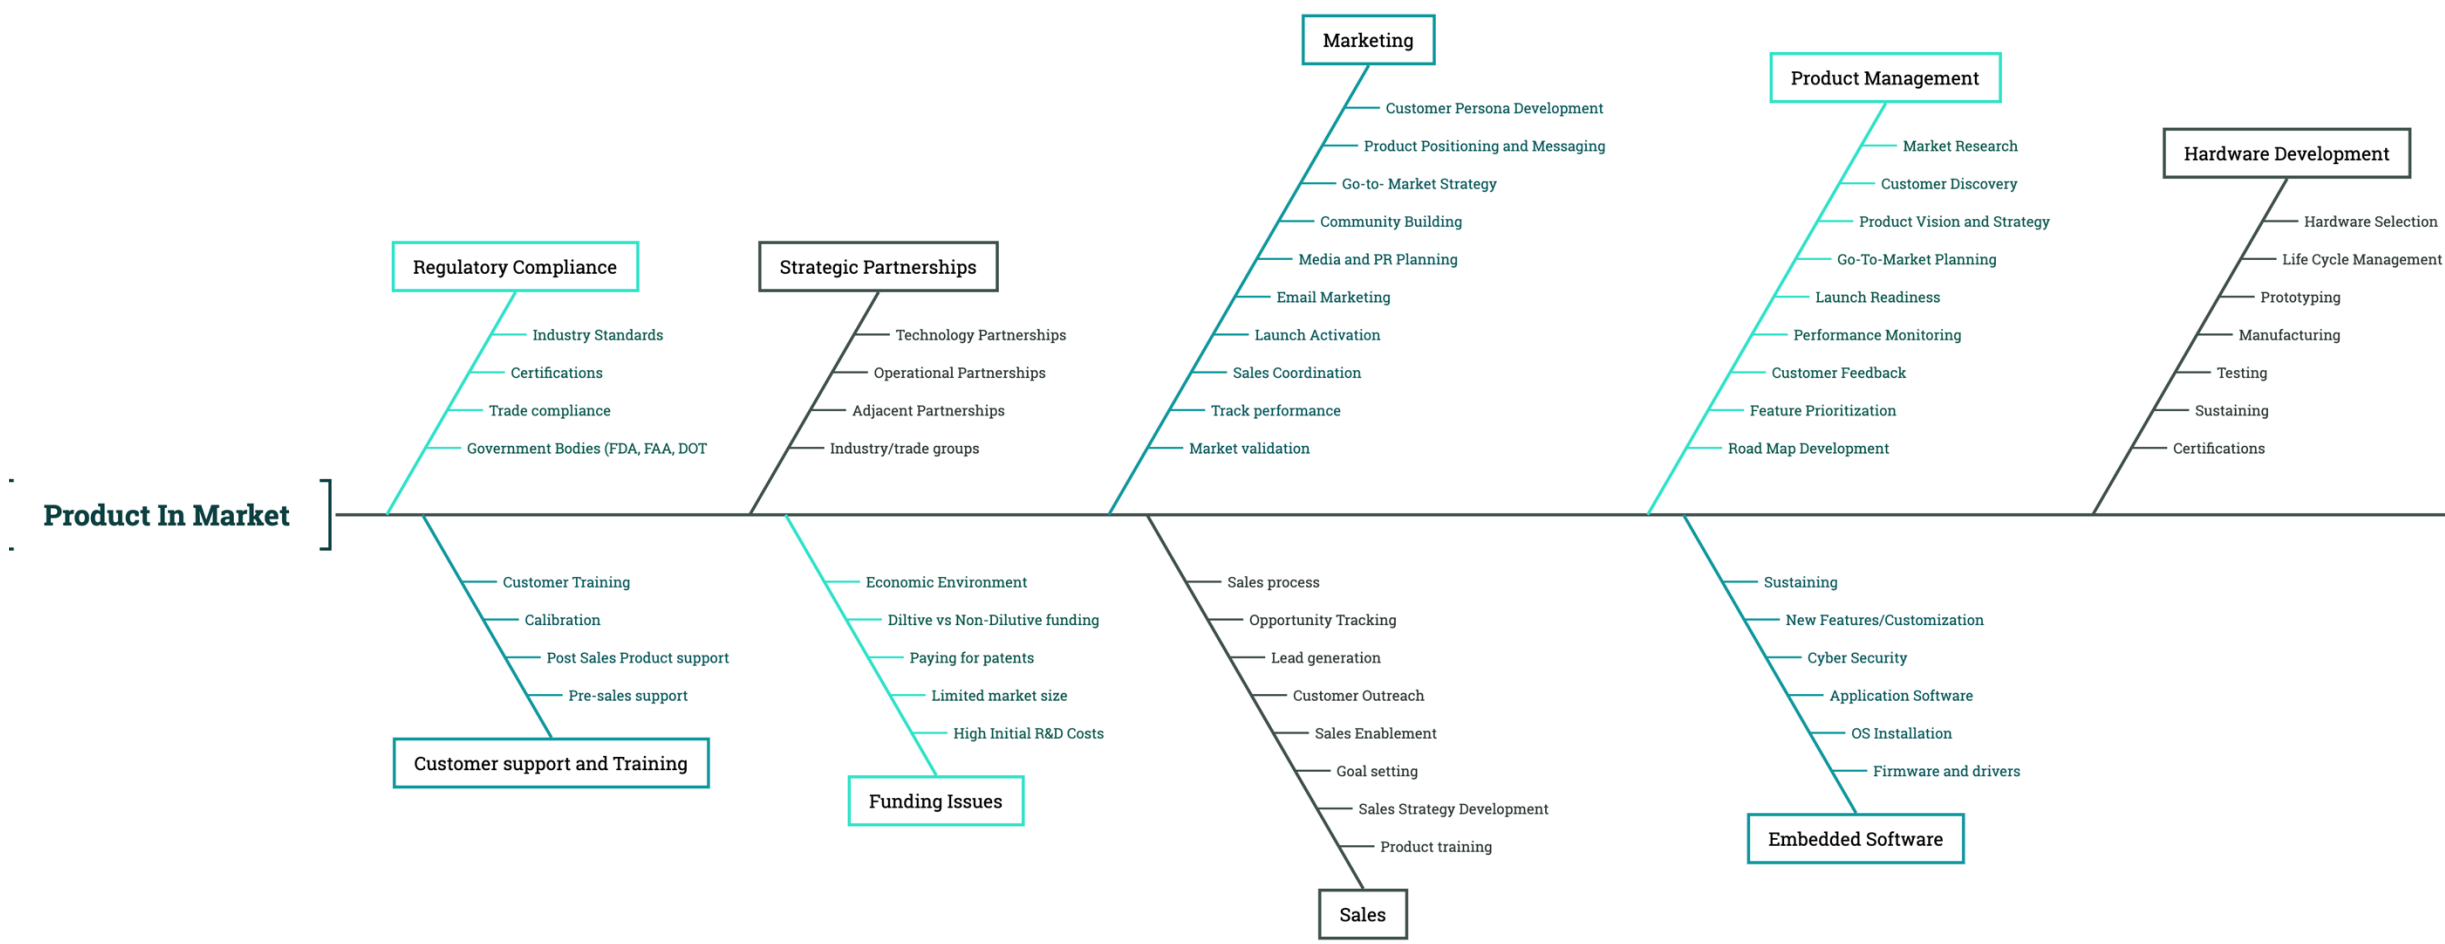 Marketing
Customer Persona Development
Product Positioning and Messaging
Go-to- Market Strategy
Community Building
Media and PR Planning
Email Marketing
Launch Activation
Sales Coordination
Track performance
Market validation
Product Management
Market Research
Customer Discovery
Product Vision and Strategy
Go-To-Market Planning
Launch Readiness
Performance Monitoring
Customer Feedback
Feature Prioritization
Road Map Development
Hardware Development
Hardware Selection
Life Cycle Management
Prototyping
Manufacturing
Testing
Sustaining
Certifications
Regulatory Compliance
Industry Standards
Certifications
Trade compliance
Government Bodies (FDA, FAA, DOT
Strategic Partnerships
Technology Partnerships
Operational Partnerships
Adjacent Partnerships
Industry/trade groups
Product In Market
Customer Training
Calibration
Post Sales Product support
Pre-sales support
Customer support and Training
Economic Environment
Diltive vs Non-Dilutive funding
Paying for patents
Limited market size
High Initial R&D Costs
Funding Issues
Sales process
Opportunity Tracking
Lead generation
Customer Outreach
Sales Enablement
Goal setting
Sales Strategy Development
Product training
Sales
Sustaining
New Features/Customization
Cyber Security
Application Software
OS Installation
Firmware and drivers
Embedded Software